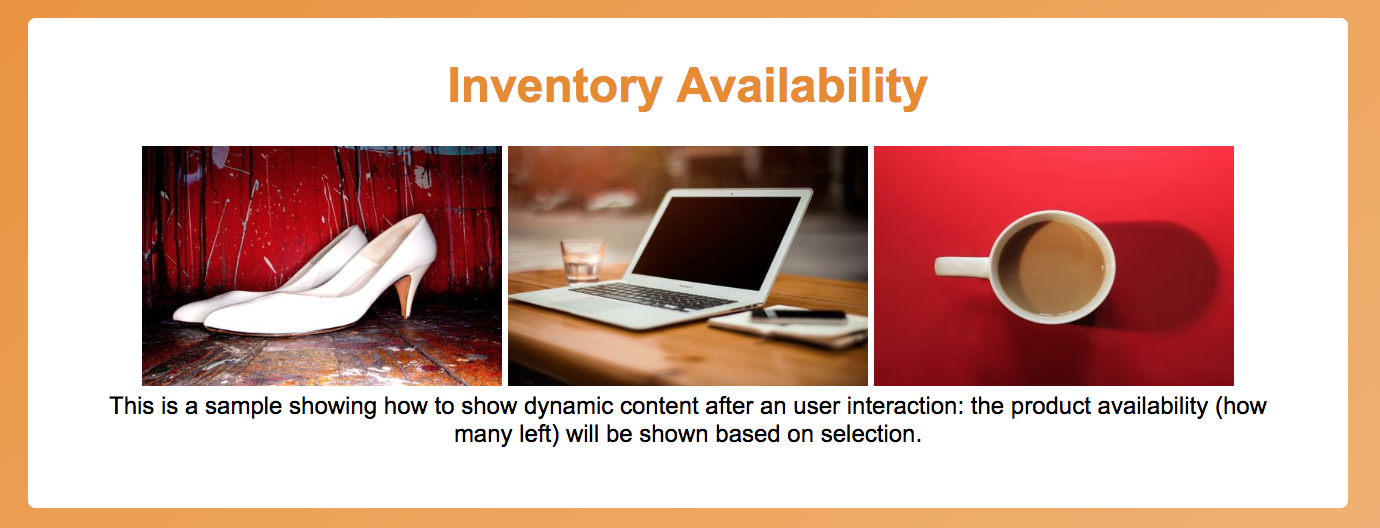 Inventory Availability
This is a sample showing how to show dynamic content after an user interaction: the product availability (how
many left) will be shown based on selection.